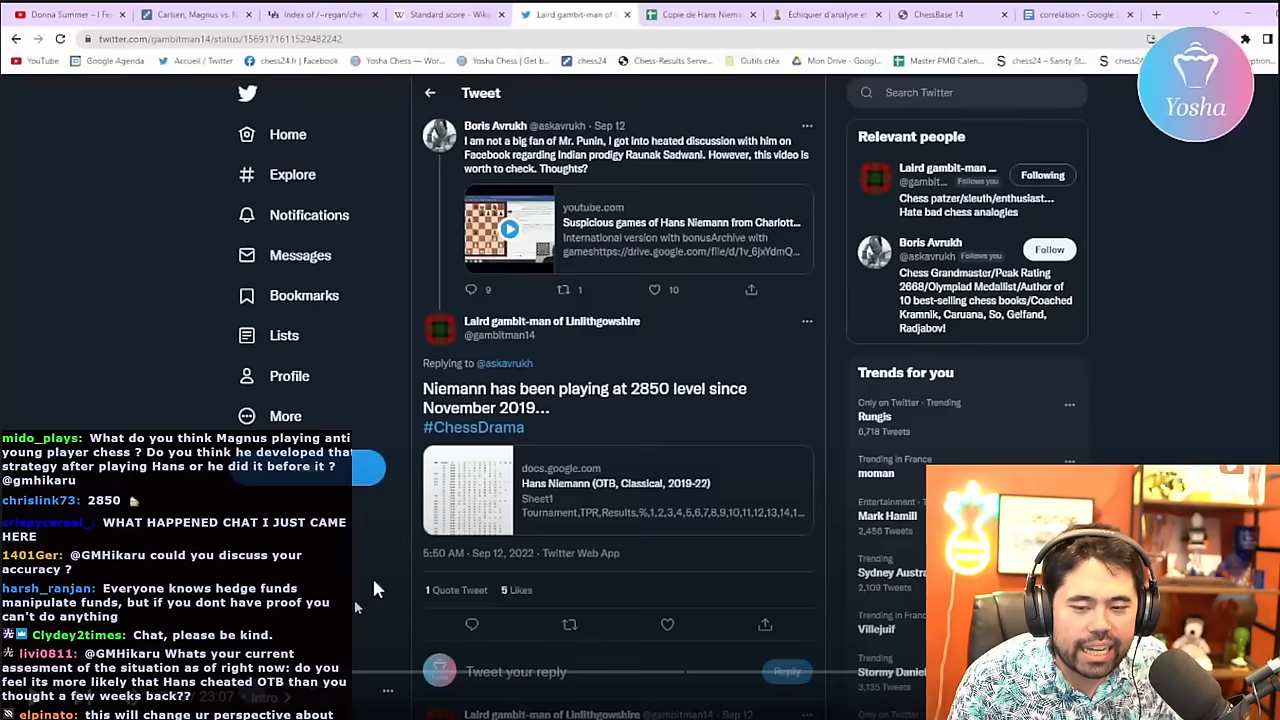 Donna Summer – I Fe
Carlsen, Magnus vs. N
Index of /~regan/ches
Standard score - Wiki
Laird gambit-man of L
Copie de Hans Niema
Echiquier d'analyse e
ChessBase 14
correlation - Google
twitter.com/gambitman14/status/1569171611529482242
YouTube
Google Agenda
Accueil / Twitter
chess24.fr | Facebook
Yosha Chess — Wor...
Yosha Chess | Get b...
chess24
Chess-Results Serve...
Outils créa
Mon Drive - Googl...
Master PMG Calen...
chess24 – Sanity St...
Yosha
Home
Explore
Notifications
Messages
Bookmarks
Lists
Profile
More
Tweet
Boris Avrukh @askavrukh · Sep 12
I am not a big fan of Mr. Punin, I got into heated discussion with him on
Facebook regarding Indian prodigy Raunak Sadwani. However, this video is
worth to check. Thoughts?
youtube.com
Suspicious games of Hans Niemann from Charlott...
International version with bonusArchive with
gameshttps://drive.google.com/file/d/1v_6jxYdmQ...
9
1
10
Laird gambit-man of Linlithgowshire
@gambitman14
Replying to @askavrukh
Niemann has been playing at 2850 level since
November 2019...
#ChessDrama
docs.google.com
Hans Niemann (OTB, Classical, 2019-22)
Sheet1
Tournament,TPR,Results,%,1,2,3,4,5,6,7,8,9,10,11,12,13,14,1...
5:50 AM · Sep 12, 2022 · Twitter Web App
1 Quote Tweet 5 Likes
Tweet your reply
Reply
Laird gambit-man of Linlithgowshire @gambitman14 · Sep 12
Search Twitter
Relevant people
Laird gambit-man ...
@gambit... Follows you
Following
Chess patzer/sleuth/enthusiast...
Hate bad chess analogies
Boris Avrukh
@askavrukh Follows you
Follow
Chess Grandmaster/Peak Rating
2668/Olympiad Medallist/Author of
10 best-selling chess books/Coached
Kramnik, Caruana, So, Gelfand,
Radjabov!
Trends for you
Only on Twitter · Trending
Rungis
6,718 Tweets
Trending in France
moman
Entertainment ·
Mark Hamill
2,456 Tweets
Trending
Sydney Austra
2,109 Tweets
Trending in Franc
Villejuif
Trending
Stormy Daniel
3,135 Tweets
mido_plays: What do you think Magnus playing anti
young player chess ? Do you think he developed that
strategy after playing Hans or he did it before it ?
@gmhikaru
chrislink73: 2850
crispycereal_: WHAT HAPPENED CHAT I JUST CAME
HERE
1401Ger: @GMHikaru could you discuss your
accuracy ?
harsh_ranjan: Everyone knwos hedge funds
manipulate funds, but if you dont have proof you
can't do anything
Clydey2times: Chat, please be kind.
livi0811: @GMHikaru Whats your current
assesment of the situation as of right now: do you
feel its more likely that Hans cheated OTB than you
thought a few weeks back??
elpinato: this will change ur perspective about
23:07
Intro